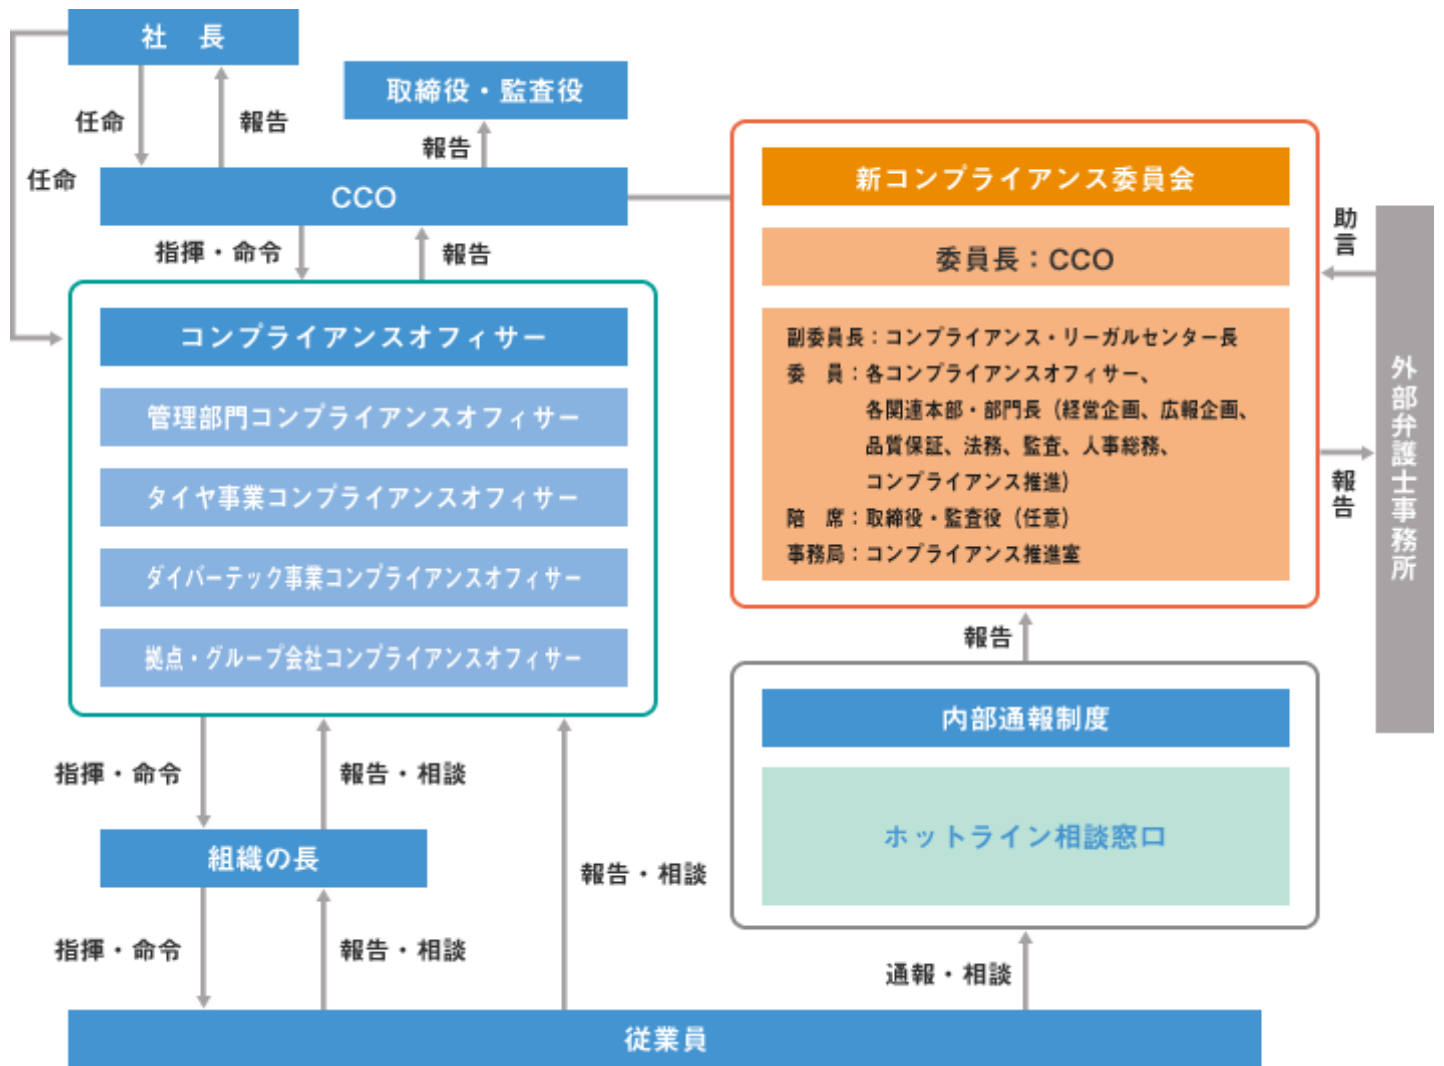 社　長
取締役・監査役
任命
報告
報告
任命
CCO
指揮・命令
報告
コンプライアンスオフィサー
管理部門コンプライアンスオフィサー
タイヤ事業コンプライアンスオフィサー
ダイバーテック事業コンプライアンスオフィサー
拠点・グループ会社コンプライアンスオフィサー
新コンプライアンス委員会
委員長：CCO
副委員長：コンプライアンス・リーガルセンター長
委　員：各コンプライアンスオフィサー、
各関連本部・部門長（経営企画、広報企画、
品質保証、法務、監査、人事総務、
コンプライアンス推進）
陪　席：取締役・監査役（任意）
事務局：コンプライアンス推進室
助言
報告
外部弁護士事務所
報告
内部通報制度
ホットライン相談窓口
指揮・命令
報告・相談
組織の長
報告・相談
指揮・命令
報告・相談
通報・相談
従業員